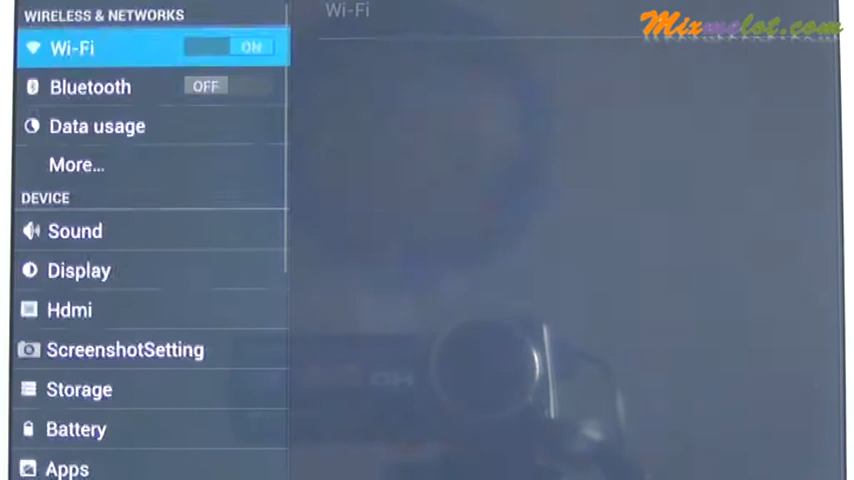 WIRELESS & NETWORKS
Wi-Fi
Mixmelot.com
Wi-Fi
ON
Bluetooth
OFF
Data usage
More...
DEVICE
Sound
Display
Hdmi
ScreenshotSetting
Storage
Battery
Apps
HD